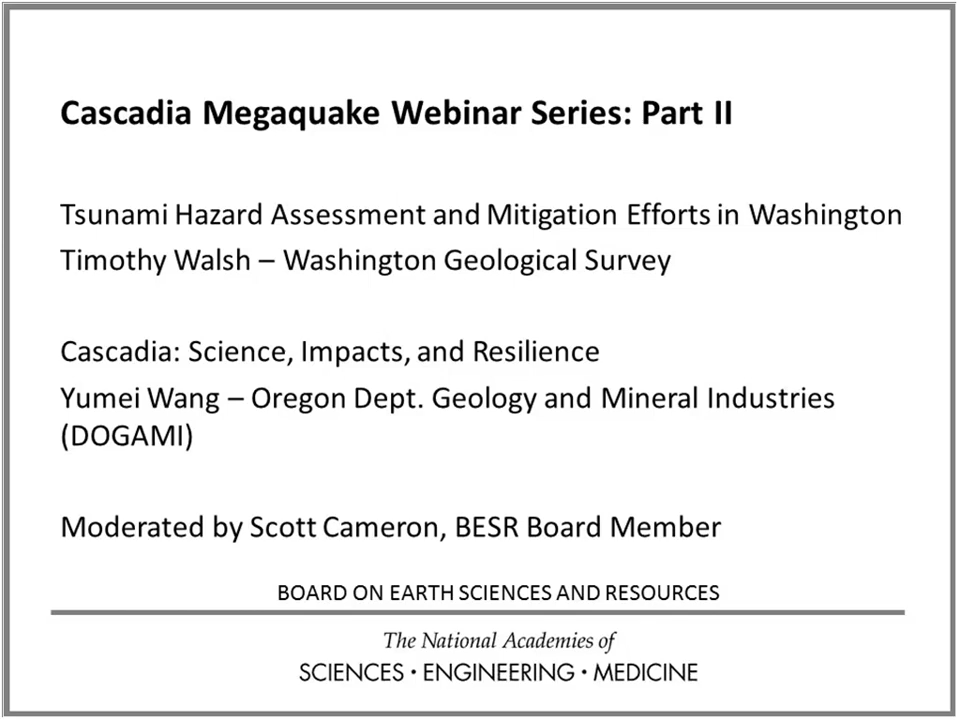 Cascadia Megaquake Webinar Series: Part II
Tsunami Hazard Assessment and Mitigation Efforts in Washington
Timothy Walsh – Washington Geological Survey
Cascadia: Science, Impacts, and Resilience
Yumei Wang – Oregon Dept. Geology and Mineral Industries
(DOGAMI)
Moderated by Scott Cameron, BESR Board Member
BOARD ON EARTH SCIENCES AND RESOURCES
The National Academies of
SCIENCES · ENGINEERING · MEDICINE